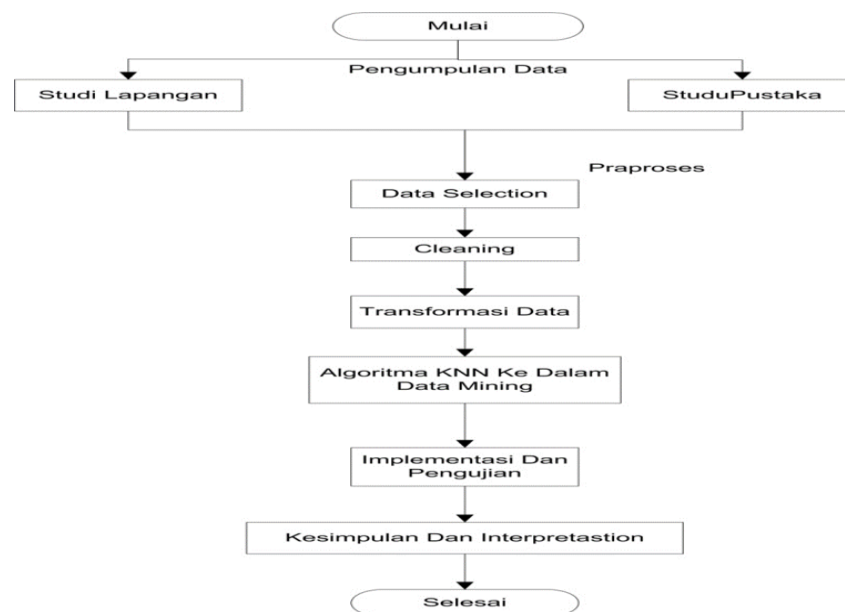 Mulai
Pengumpulan Data
Studi Lapangan
StuduPustaka
Praproses
Data Selection
Cleaning
Transformasi Data
Algoritma KNN Ke Dalam
Data Mining
Implementasi Dan
Pengujian
Kesimpulan Dan Interpretastion
Selesai